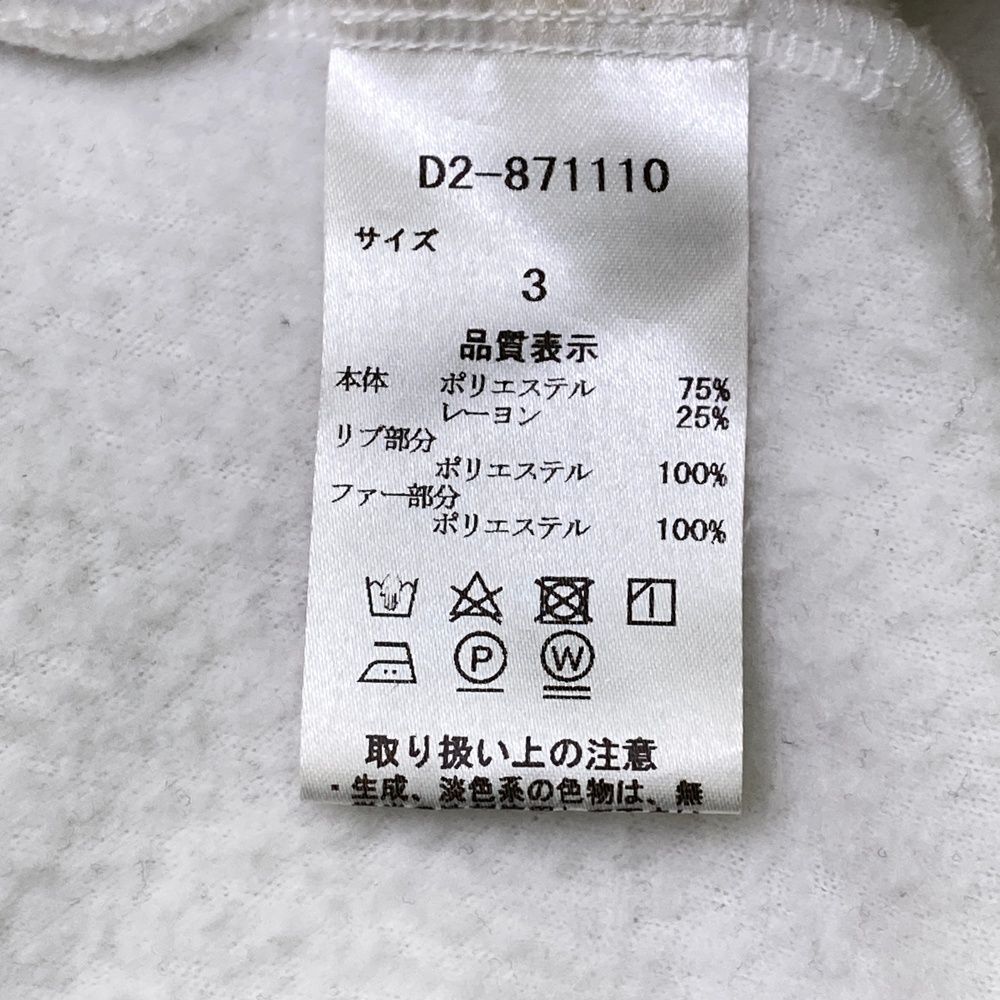 D2-871110
サイズ
3
品質表示
本体 ポリエステル 75%
レーヨン 25%
リブ部分
ポリエステル 100%
ファー部分
ポリエステル 100%
P W
取り扱い上の注意
・生成、淡色系の色物は、無